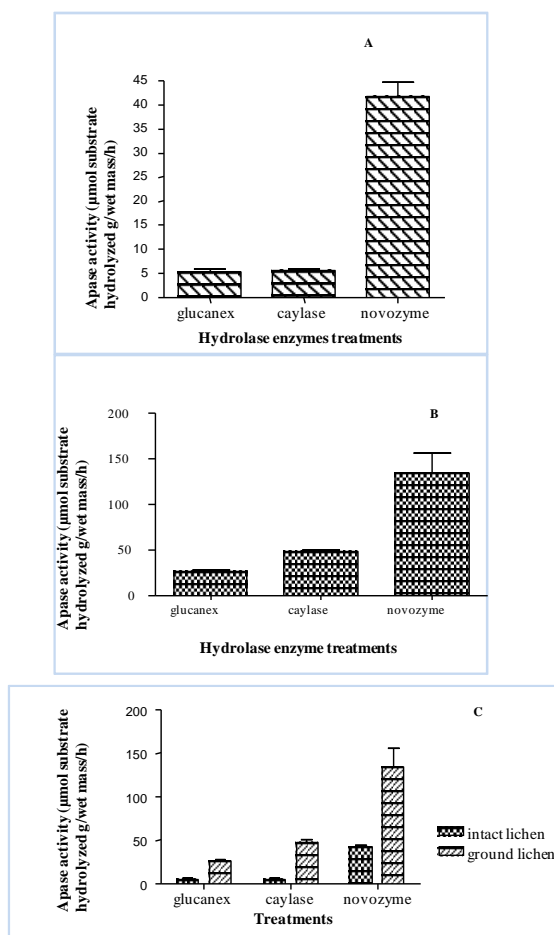 A
Apase activity (µmol substrate
hydrolyzed g/wet mass/h)
45
40
35
30
25
20
15
10
5
0
glucanex caylase novozyme
Hydrolase enzymes treatments
B
Apase activity (µmol substrate
hydrolyzed g/wet mass/h)
200
150
100
50
0
glucanex caylase novozyme
Hydrolase enzyme treatments
C
Apase activity (µmol substrate
hydrolyzed g/wet mass/h)
200
150
100
50
0
glucanex caylase novozyme
Treatments
intact lichen
ground lichen